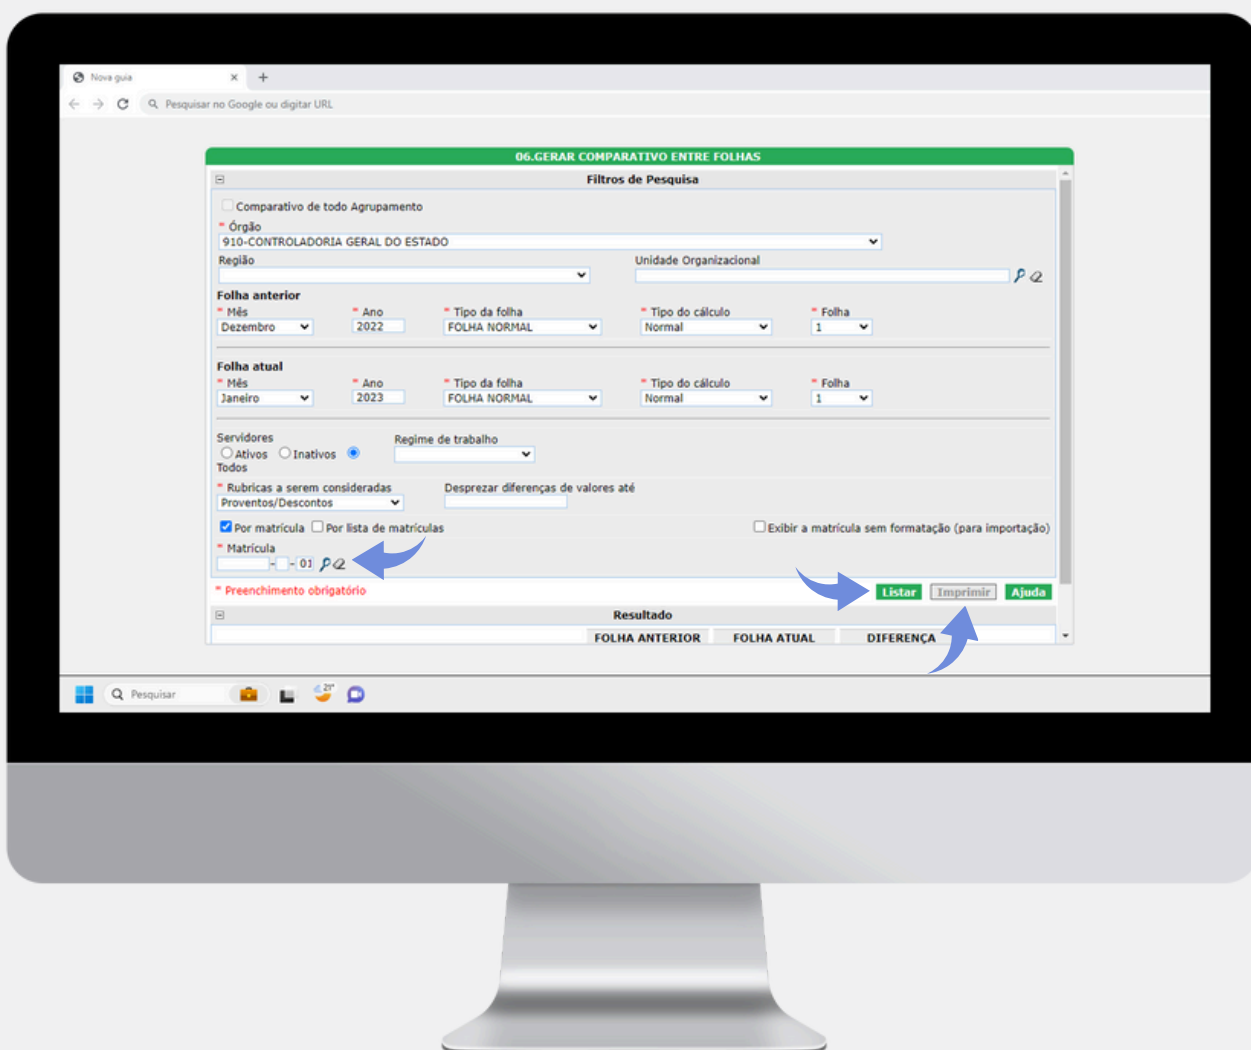 Nova guia
Pesquisar no Google ou digitar URL
06.GERAR COMPARATIVO ENTRE FOLHAS
Filtros de Pesquisa
Comparativo de todo Agrupamento
* Órgão
910-CONTROLADORIA GERAL DO ESTADO
Região Unidade Organizacional
Folha anterior
* Mês * Ano * Tipo da folha * Tipo do cálculo * Folha
Dezembro 2022 FOLHA NORMAL Normal 1
Folha atual
* Mês * Ano * Tipo da folha * Tipo do cálculo * Folha
Janeiro 2023 FOLHA NORMAL Normal 1
Servidores Regime de trabalho
Ativos Inativos
Todos
* Rubricas a serem consideradas Desprezar diferenças de valores até
Proventos/Descontos
Por matrícula Por lista de matrículas Exibir a matrícula sem formatação (para importação)
* Matrícula
- - 01
* Preenchimento obrigatório Listar Imprimir Ajuda
Resultado
FOLHA ANTERIOR FOLHA ATUAL DIFERENÇA
Pesquisar 21°